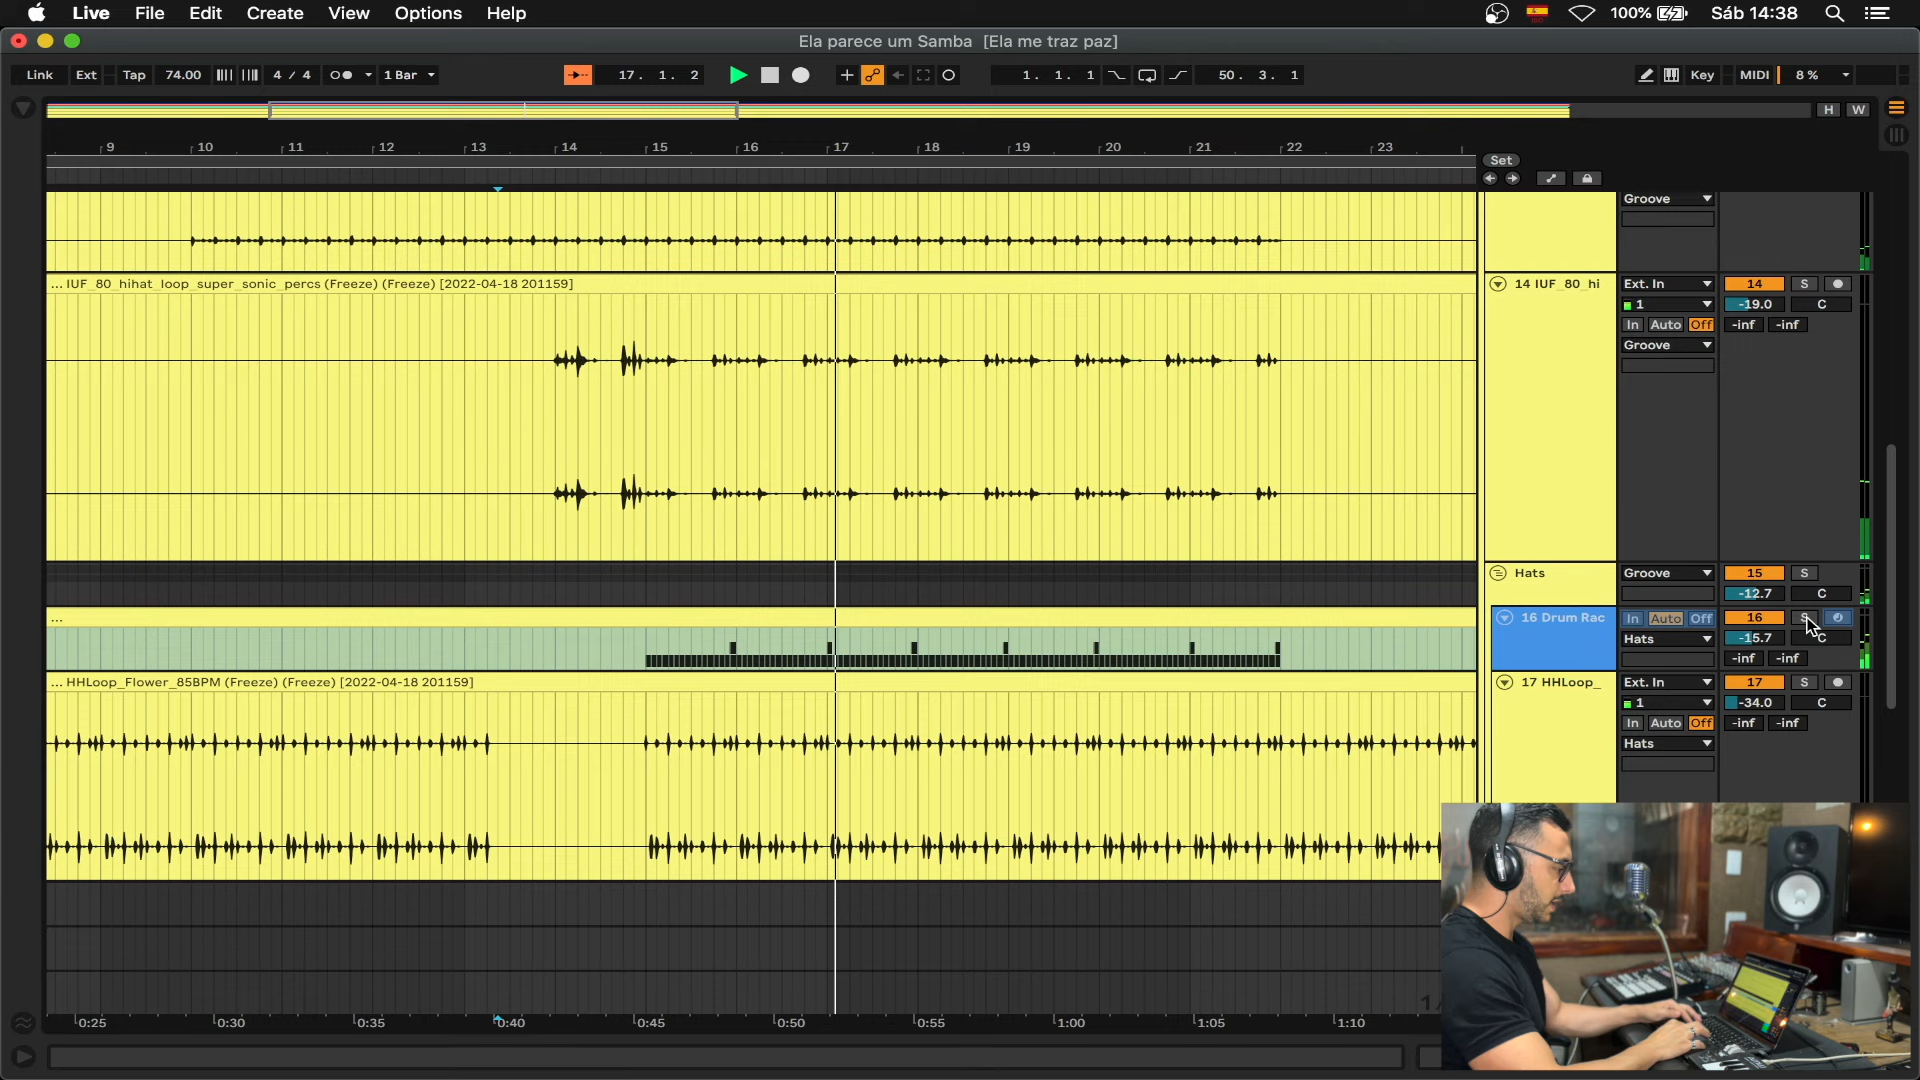 Live File Edit Create View Options Help 100% Sáb 14:38
Ela parece um Samba [Ela me traz paz]
Link Ext Tap 74.00 4 / 4 1 Bar 17. 1. 2 1. 1. 1 50. 3. 1 Key MIDI 8 %
H W
9 10 11 12 13 14 15 16 17 18 19 20 21 22 23
Set
Groove
... IUF_80_hihat_loop_super_sonic_percs (Freeze) (Freeze) [2022-04-18 201159]
14 IUF_80_hi Ext. In 14 S
1 -19.0 C
In Auto Off -inf -inf
Groove
Hats Groove 15 S
-12.7 C
...
16 Drum Rac In Auto Off 16 S
Hats -15.7 C
-inf -inf
... HHLoop_Flower_85BPM (Freeze) (Freeze) [2022-04-18 201159]
17 HHLoop_ Ext. In 17 S
1 -34.0 C
In Auto Off -inf -inf
Hats
0:25 0:30 0:35 0:40 0:45 0:50 0:55 1:00 1:05 1:10